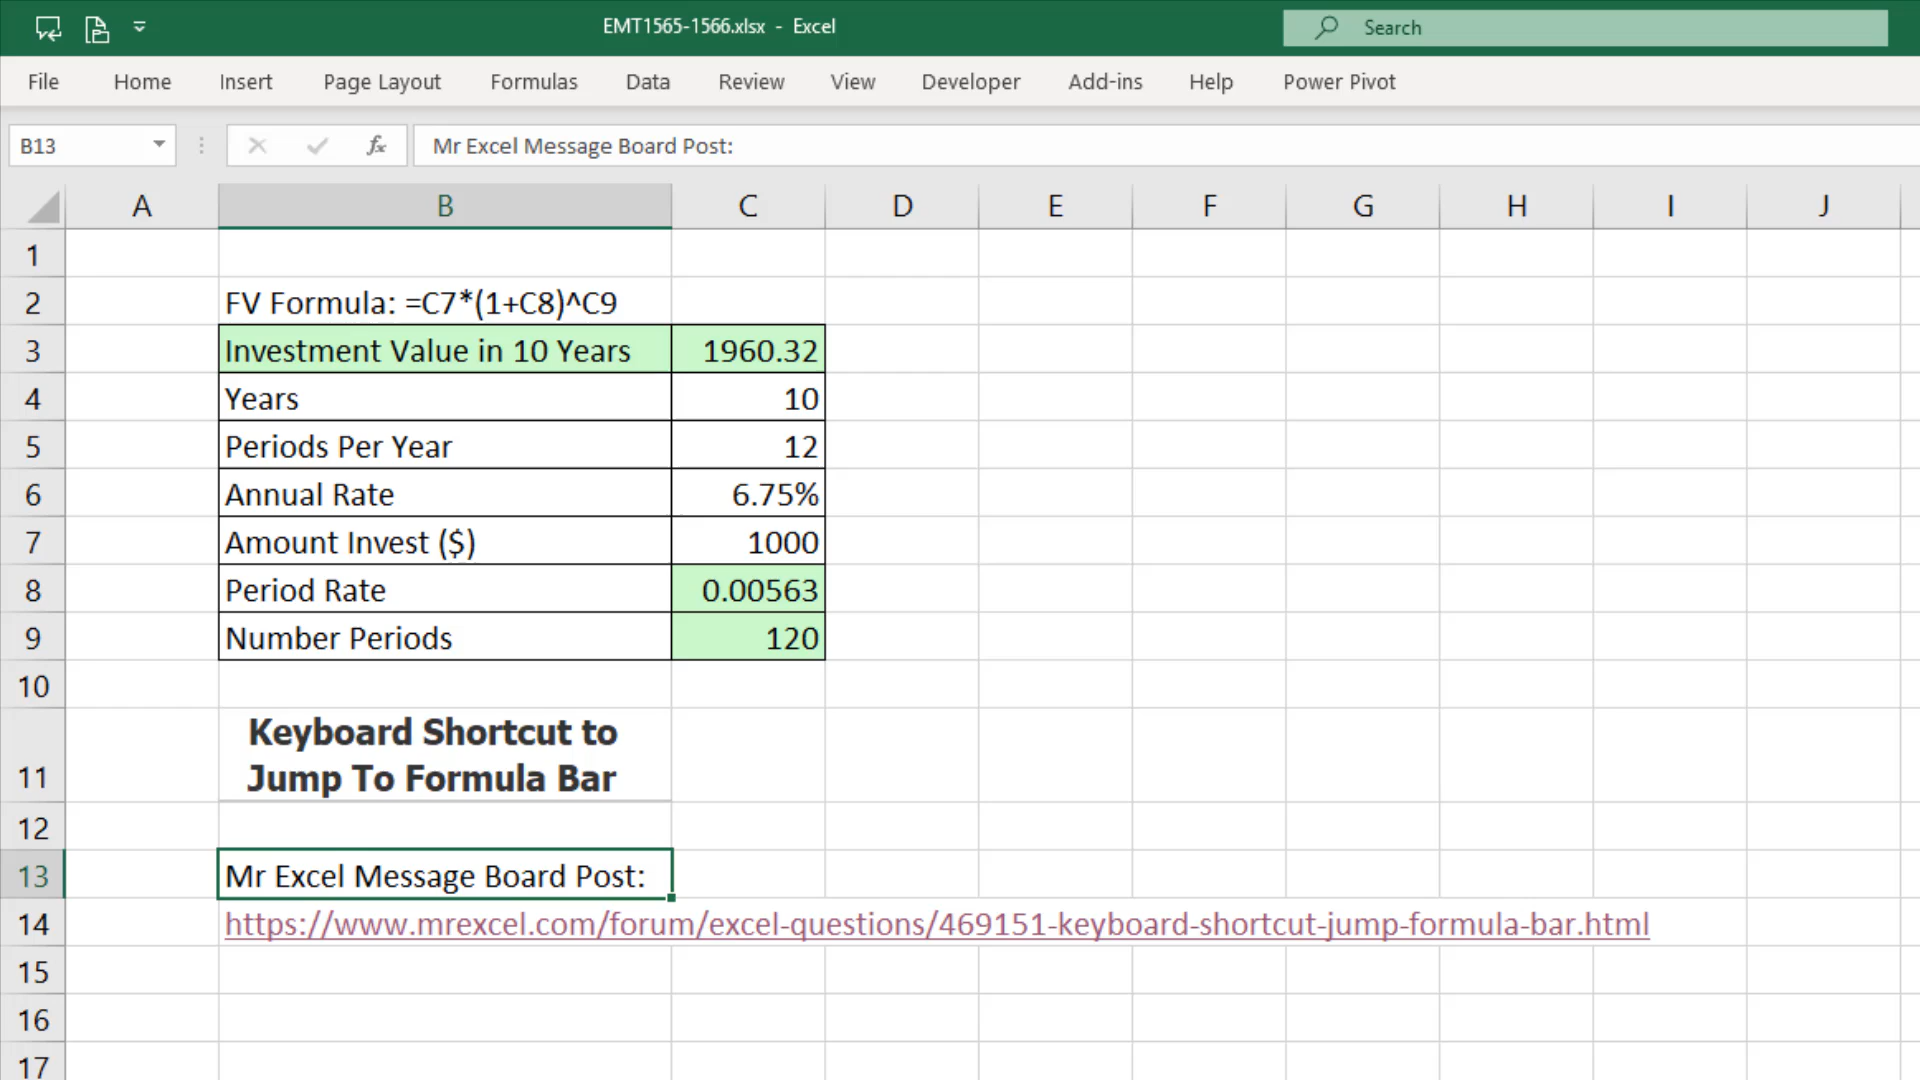 EMT1565-1566.xlsx - Excel
Search
File Home Insert Page Layout Formulas Data Review View Developer Add-ins Help Power Pivot
B13 fx Mr Excel Message Board Post:
A B C D E F G H I J
1
2 FV Formula: =C7*(1+C8)^C9
3 Investment Value in 10 Years 1960.32
4 Years 10
5 Periods Per Year 12
6 Annual Rate 6.75%
7 Amount Invest ($) 1000
8 Period Rate 0.00563
9 Number Periods 120
10
Keyboard Shortcut to
11 Jump To Formula Bar
12
13 Mr Excel Message Board Post:
14 https://www.mrexcel.com/forum/excel-questions/469151-keyboard-shortcut-jump-formula-bar.html
15
16
17